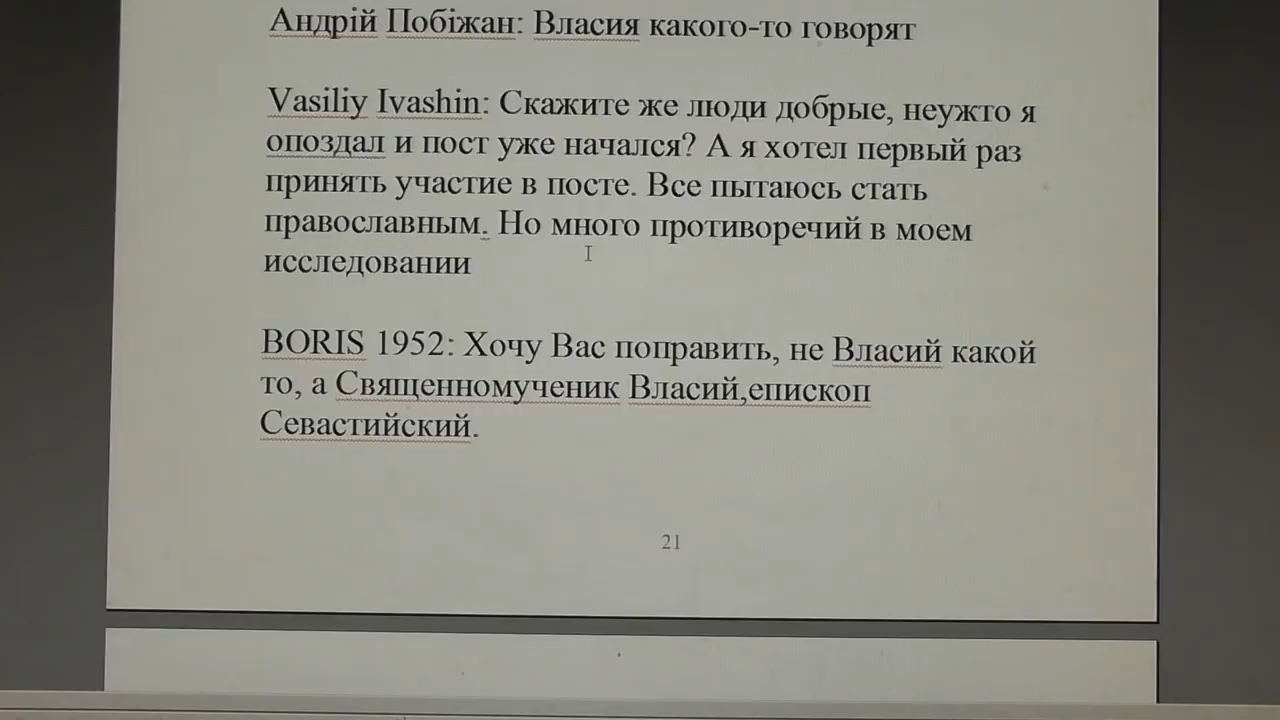 Андрій Побіжан: Власия какого-то говорят
Vasiliy Ivashin: Скажите же люди добрые, неужто я
опоздал и пост уже начался? А я хотел первый раз
принять участие в посте. Все пытаюсь стать
православным. Но много противоречий в моем
исследовании
BORIS 1952: Хочу Вас поправить, не Власий какой
то, а Священномученик Власий,епископ
Севастийский.
21